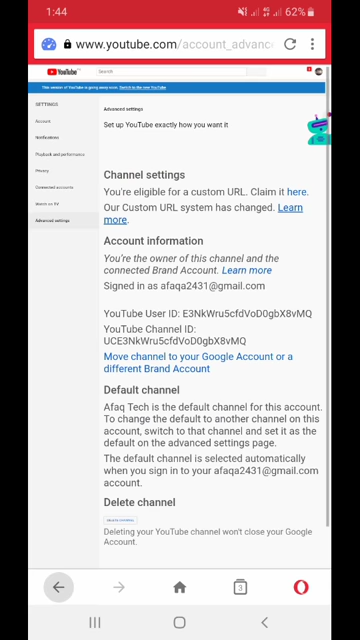 1:44
62%
www.youtube.com/account_advanc
YouTube
Search
This version of YouTube is going away soon. Switch to the new YouTube
SETTINGS
Account
Notifications
Playback and performance
Privacy
Connected accounts
Watch on TV
Advanced settings
Advanced settings
Set up YouTube exactly how you want it
Channel settings
You're eligible for a custom URL. Claim it here.
Our Custom URL system has changed. Learn
more.
Account information
You're the owner of this channel and the
connected Brand Account. Learn more
Signed in as afaqa2431@gmail.com
YouTube User ID: E3NkWru5cfdVoD0gbX8vMQ
YouTube Channel ID:
UCE3NkWru5cfdVoD0gbX8vMQ
Move channel to your Google Account or a
different Brand Account
Default channel
Afaq Tech is the default channel for this account.
To change the default to another channel on this
account, switch to that channel and set it as the
default on the advanced settings page.
The default channel is selected automatically
when you sign in to your afaqa2431@gmail.com
account.
Delete channel
Deleting your YouTube channel won't close your Google
Account.
3